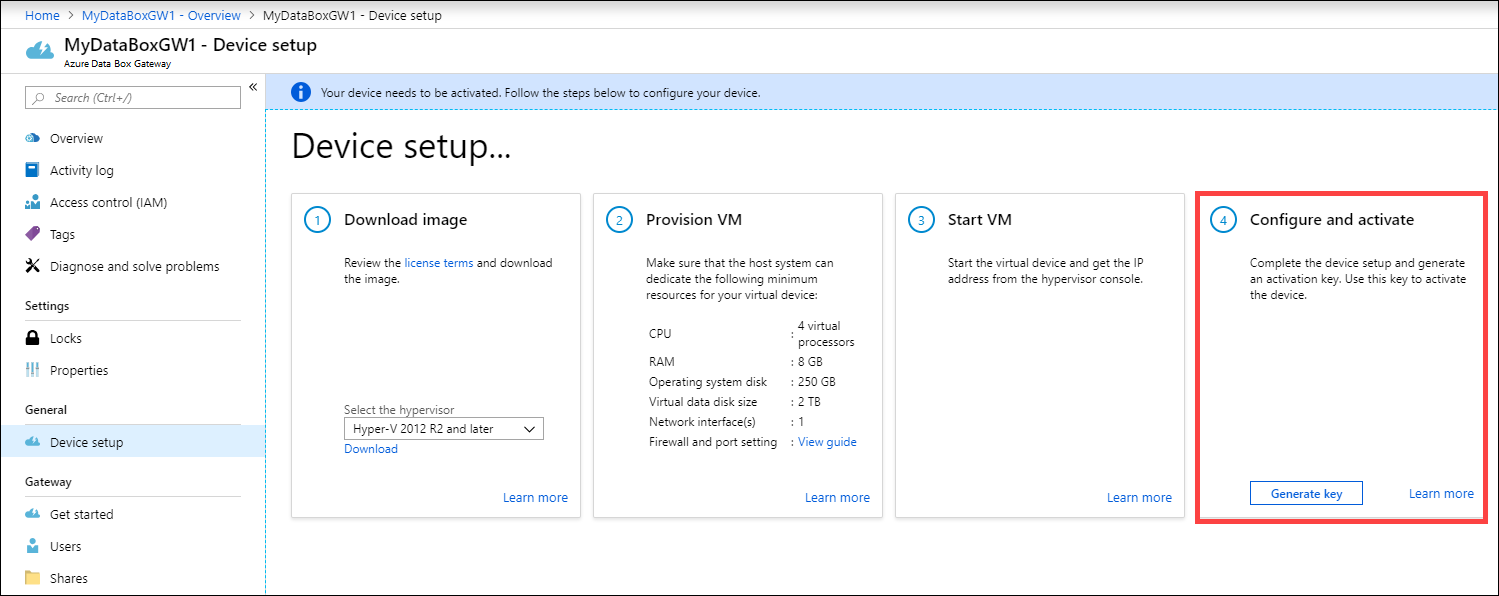 Home > MyDataBoxGW1 - Overview > MyDataBoxGW1 - Device setup
MyDataBoxGW1 - Device setup
Azure Data Box Gateway
Search (Ctrl+/)
«
Overview
Activity log
Access control (IAM)
Tags
Diagnose and solve problems
Settings
Locks
Properties
General
Device setup
Gateway
Get started
Users
Shares
Your device needs to be activated. Follow the steps below to configure your device.
Device setup...
1 Download image
Review the license terms and download
the image.
Select the hypervisor
Hyper-V 2012 R2 and later
Download
Learn more
2 Provision VM
Make sure that the host system can
dedicate the following minimum
resources for your virtual device:
CPU : 4 virtual
processors
RAM : 8 GB
Operating system disk : 250 GB
Virtual data disk size : 2 TB
Network interface(s) : 1
Firewall and port setting : View guide
Learn more
3 Start VM
Start the virtual device and get the IP
address from the hypervisor console.
Learn more
4 Configure and activate
Complete the device setup and generate
an activation key. Use this key to activate
the device.
Generate key
Learn more